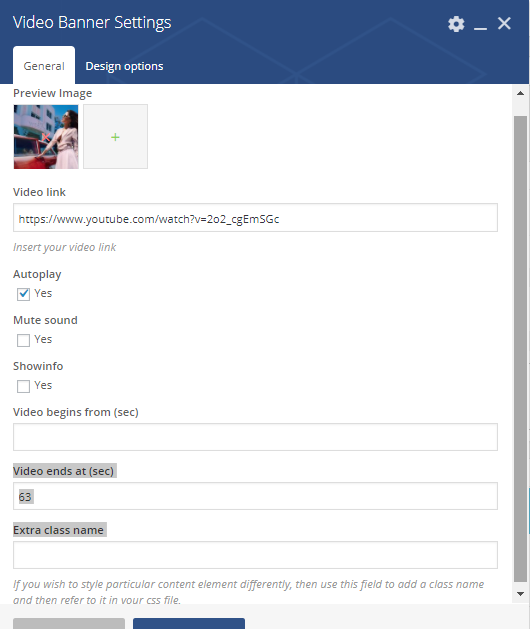 Video Banner Settings
General
Design options
Preview Image
+
Video link
https://www.youtube.com/watch?v=2o2_cgEmSGc
Insert your video link
Autoplay
Yes
Mute sound
Yes
Showinfo
Yes
Video begins from (sec)
Video ends at (sec)
63
Extra class name
If you wish to style particular content element differently, then use this field to add a class name
and then refer to it in your css file.